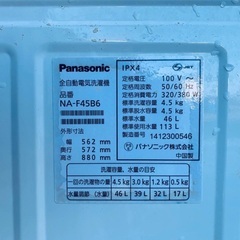 Panasonic
全自動電気洗濯機
品番
NA-F45B6
外形寸法
幅 562 mm
奥行 572 mm
高さ 880 mm
IPX4
JET
定格電圧 100 V~
定格周波数 50/60 Hz
定格消費電力 320/380 W
標準洗濯容量 4.5 kg
標準脱水容量 4.5 kg
標準水量 46 L
標準使用水量 113 L
1412300546
パナソニック株式会社
中国製
一回の洗濯物の量 4.5 kg 3.0 kg 1.2 kg 0.5 kg
水量の目安（水量） 46 L 39 L 32 L 17 L